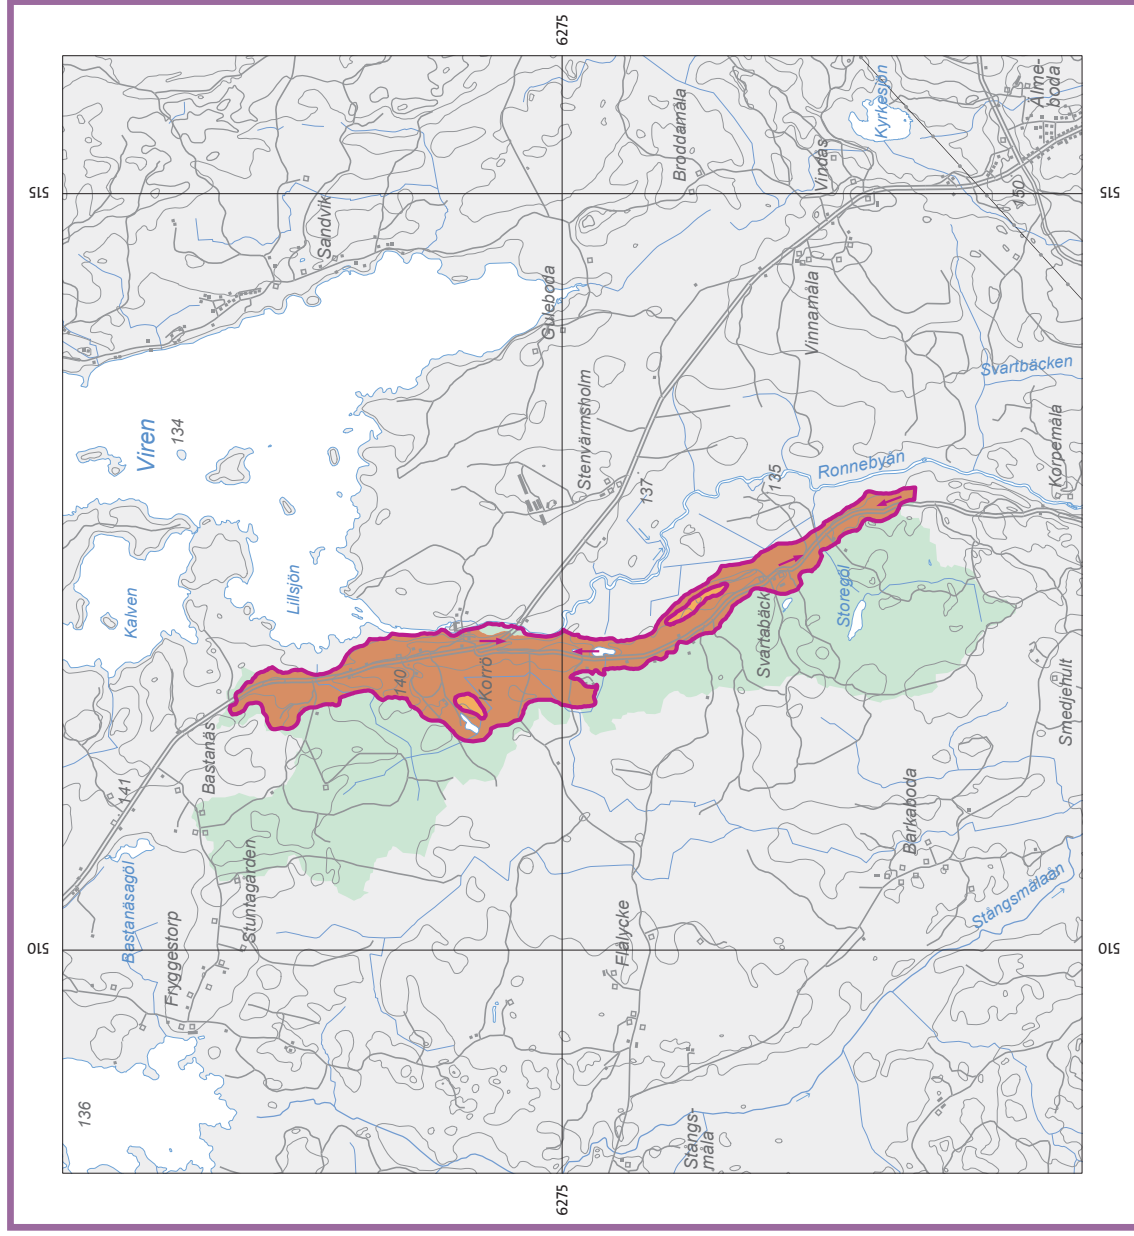 6275
515
515
Sandvik
Broddamåla
Kyrkesjön
Älme-
boda
Vindås
150
Guleboda
Vinnamåla
Svartbäcken
Viren
134
Stenvärmsholm
Ronnebyån
Korpemåla
137
135
Kalven
Lillsjön
Storegöl
Svartabäck
140
Korrö
Smedjehult
Bastanäs
141
Barkaboda
Bastanäsagöl
Stuntagården
Fryggestorp
Flälycke
Stångsmålaån
510
510
136
Stångs-
måla
6275